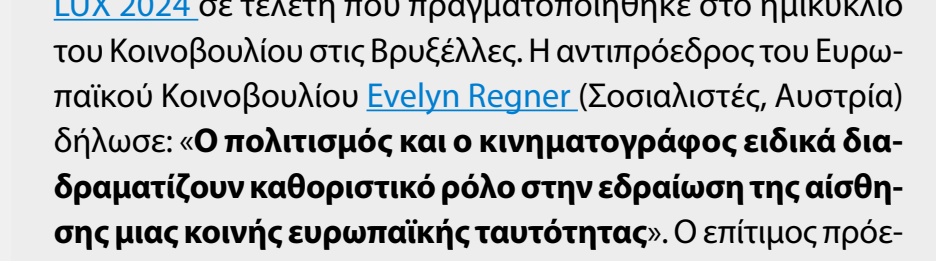 LUX 2024 σε τελετή που πραγματοποιήθηκε στο ημικύκλιο
του Κοινοβουλίου στις Βρυξέλλες. Η αντιπρόεδρος του Ευρω-
παϊκού Κοινοβουλίου Evelyn Regner (Σοσιαλιστές, Αυστρία)
δήλωσε: «Ο πολιτισμός και ο κινηματογράφος ειδικά δια-
δραματίζουν καθοριστικό ρόλο στην εδραίωση της αίσθη-
σης μιας κοινής ευρωπαϊκής ταυτότητας». Ο επίτιμος πρόε-